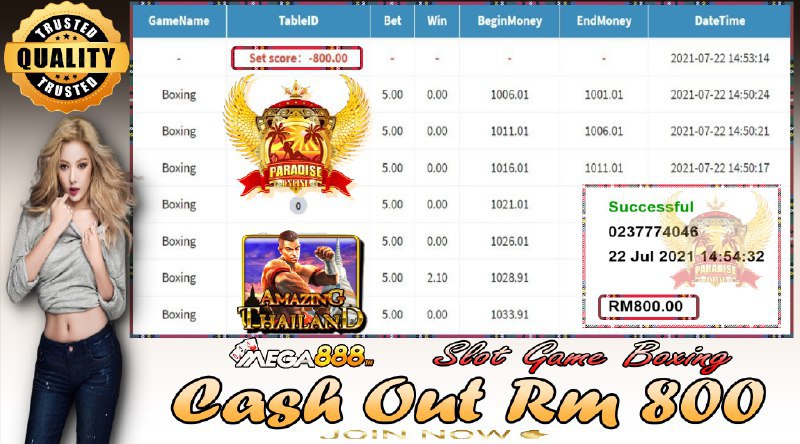 TRUSTED
QUALITY
TRUSTED
GameName TableID Bet Win BeginMoney EndMoney DateTime
- Set score: -800.00 - - - - 2021-07-22 14:53:14
Boxing 5.00 0.00 1006.01 1001.01 2021-07-22 14:50:24
Boxing 5.00 0.00 1011.01 1006.01 2021-07-22 14:50:21
Boxing 5.00 0.00 1016.01 1011.01 2021-07-22 14:50:17
PARADISE
Boxing 0 5.00 0.00 1021.01
Boxing 5.00 0.00 1026.01
Boxing 5.00 2.10 1028.91
Boxing 5.00 0.00 1033.91
AMAZING
THAILAND
Successful
0237774046
22 Jul 2021 14:54:32
PARADISE
RM800.00
MEGA888
Slot Game Boxing
Cash Out Rm 800
JOIN NOW